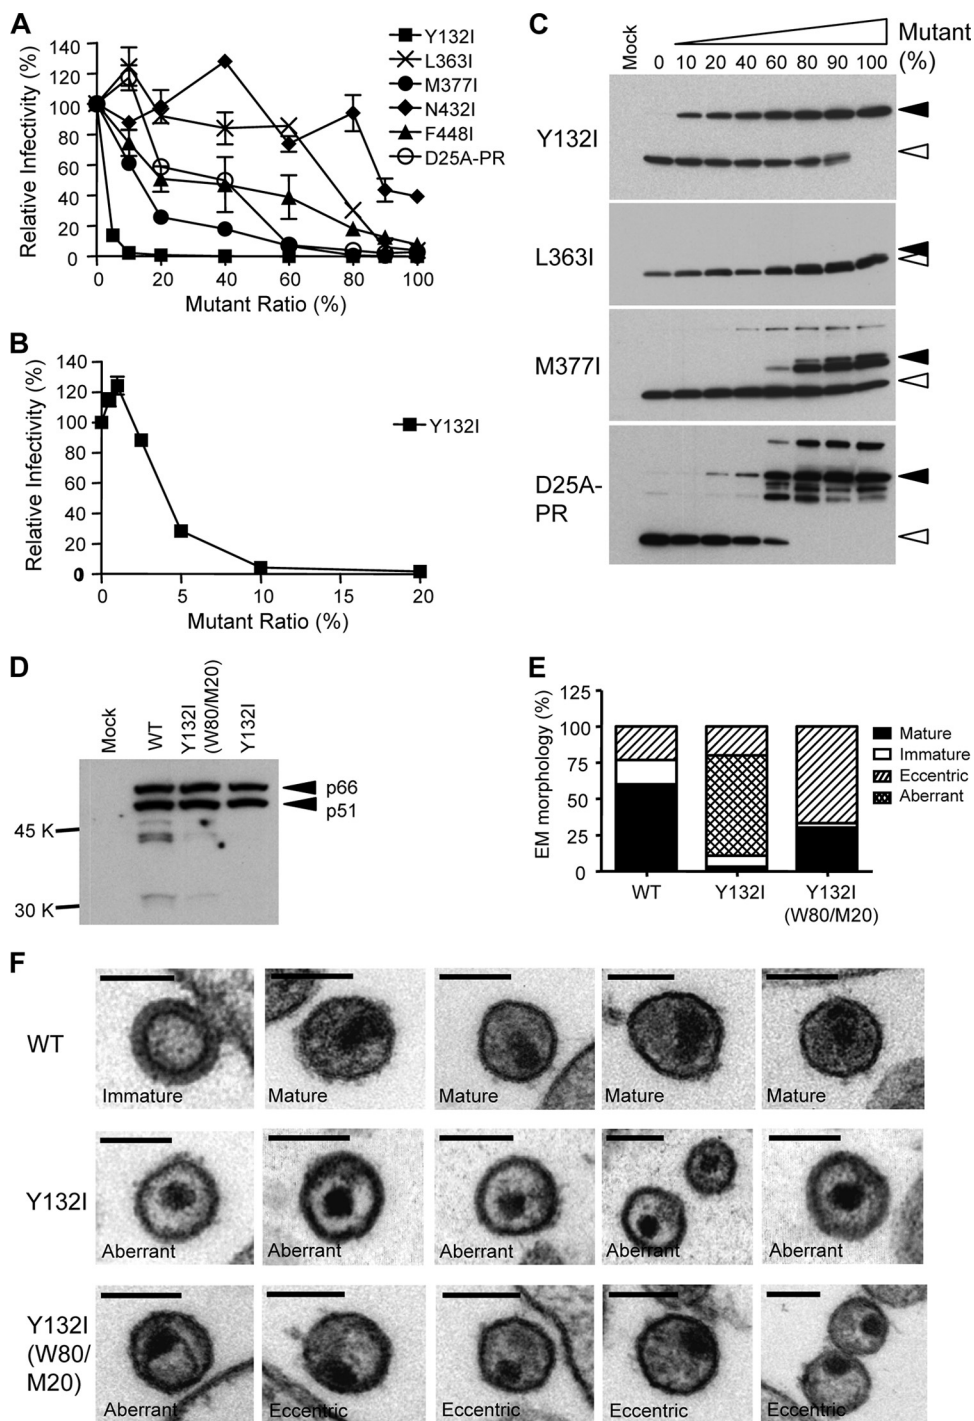 A
Relative Infectivity (%)
140
120
100
80
60
40
20
0
0 20 40 60 80 100
Mutant Ratio (%)
Y132I
L363I
M377I
N432I
F448I
D25A-PR
B
Relative Infectivity (%)
140
120
100
80
60
40
20
0
0 5 10 15 20
Mutant Ratio (%)
Y132I
C
Mock
0 10 20 40 60 80 90 100
Mutant
(%)
Y132I
L363I
M377I
D25A-
PR
D
Mock
WT
Y132I
(W80/M20)
Y132I
p66
p51
45 K
30 K
E
EM morphology (%)
125
100
75
50
25
0
WT Y132I Y132I
(W80/M20)
Mature
Immature
Eccentric
Aberrant
F
WT
Immature Mature Mature Mature Mature
Y132I
Aberrant Aberrant Aberrant Aberrant Aberrant
Y132I
(W80/
M20)
Aberrant Eccentric Eccentric Eccentric Eccentric